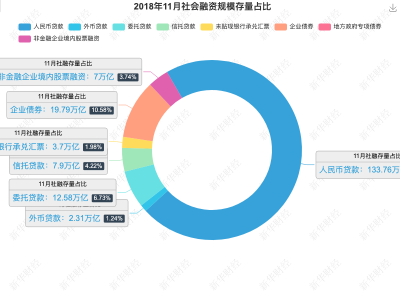 2018年11月社会融资规模存量占比
人民币贷款 外币贷款 委托贷款 信托贷款 未贴现银行承兑汇票 企业债券 地方政府专项债券
非金融企业境内股票融资
11月社融存量占比
非金融企业境内股票融资：7万亿 3.74%
11月社融存量占比
企业债券：19.79万亿 10.58%
11月社融存量占比
银行承兑汇票：3.7万亿 1.98%
11月社融存量占比
信托贷款：7.9万亿 4.22%
11月社融存量占比
委托贷款：12.58万亿 6.73%
外币贷款：2.31万亿 1.24%
11月社融存量占比
人民币贷款：133.76万